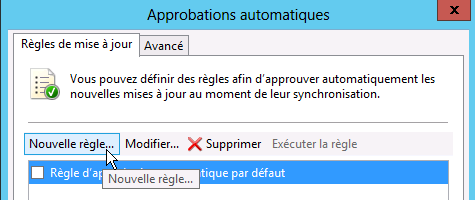 Approbations automatiques
x
Règles de mise à jour Avancé
Vous pouvez définir des règles afin d'approuver automatiquement les
nouvelles mises à jour au moment de leur synchronisation.
Nouvelle règle... Modifier... Supprimer Exécuter la règle
Règle d'ap tique par défaut
Nouvelle règle...